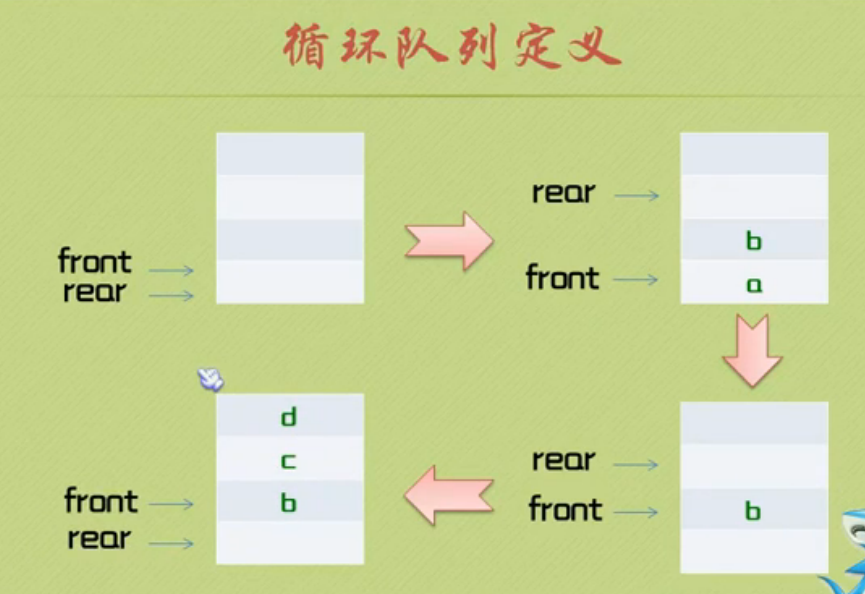 循环队列定义
front
rear
rear
front
b
a
d
c
b
front
rear
rear
front
b